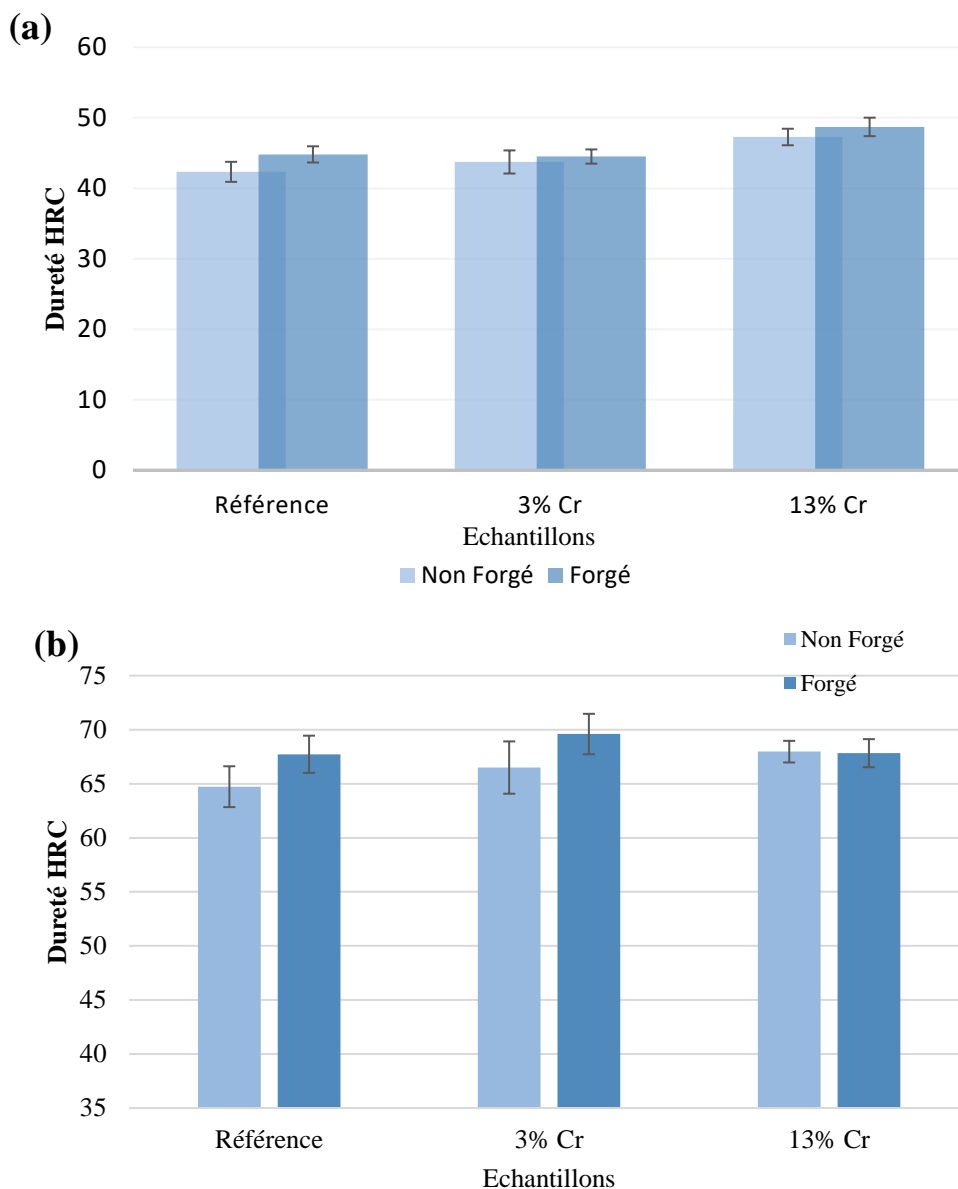 (a)
60
50
40
30
20
10
0
Dureté HRC
Référence 3% Cr 13% Cr
Echantillons
Non Forgé Forgé
(b)
Non Forgé
Forgé
75
70
65
60
55
50
45
40
35
Dureté HRC
Référence 3% Cr 13% Cr
Echantillons